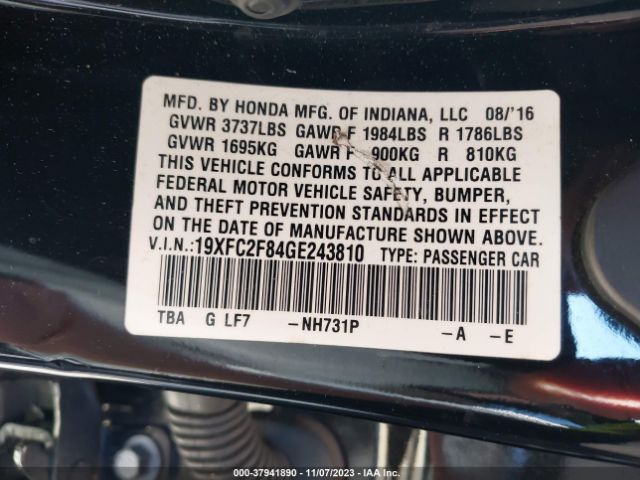 MFD. BY HONDA MFG. OF INDIANA, LLC 08/'16
GVWR 3737LBS GAWR F 1984LBS R 1786LBS
GVWR 1695KG GAWR F 900KG R 810KG
THIS VEHICLE CONFORMS TO ALL APPLICABLE
FEDERAL MOTOR VEHICLE SAFETY, BUMPER,
AND THEFT PREVENTION STANDARDS IN EFFECT
ON THE DATE OF MANUFACTURE SHOWN ABOVE.
V.I.N.:19XFC2F84GE243810 TYPE: PASSENGER CAR
TBA G LF7 –NH731P –A –E
000-37941890 - 11/07/2023 - IAA Inc.